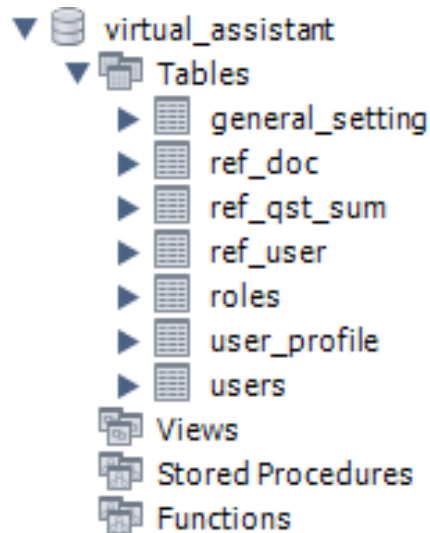 virtual_assistant
Tables
general_setting
ref_doc
ref_qst_sum
ref_user
roles
user_profile
users
Views
Stored Procedures
Functions